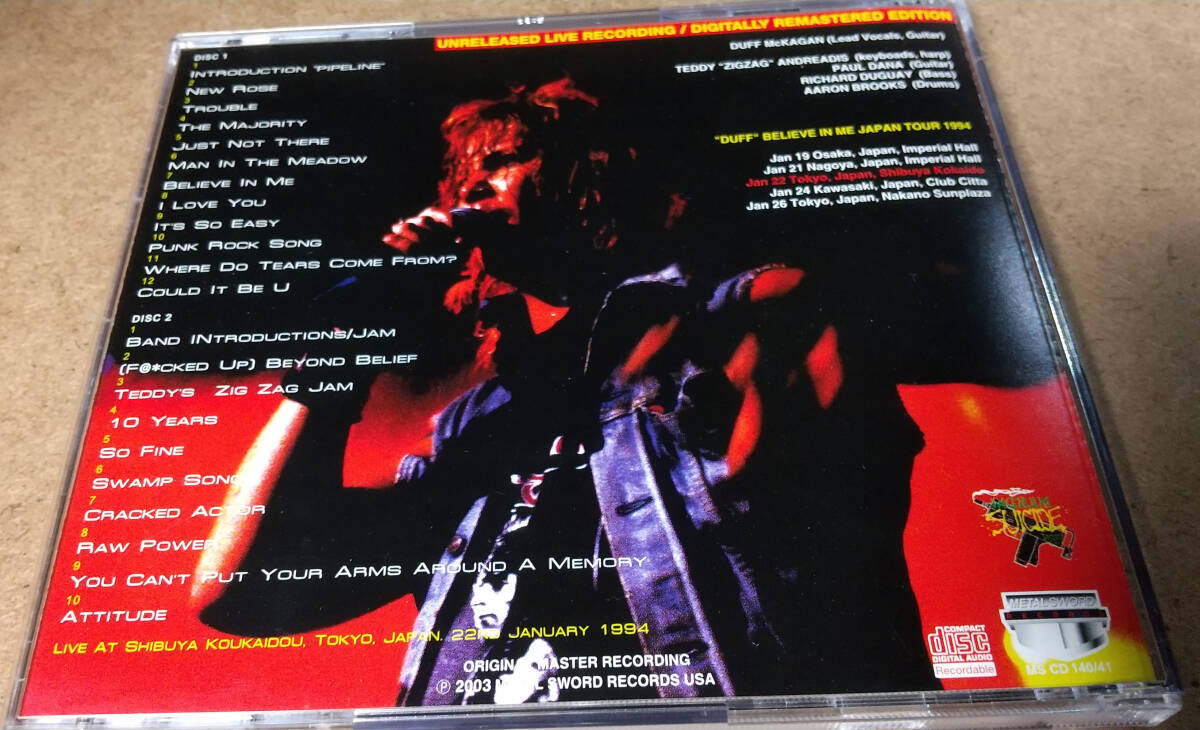 UNRELEASED LIVE RECORDING / DIGITALLY REMASTERED EDITION
DUFF McKAGAN (Lead Vocals, Guitar)
TEDDY "ZIGZAG" ANDREADIS (keyboads, harp)
PAUL DANA (Guitar)
RICHARD DUGUAY (Bass)
AARON BROOKS (Drums)
"DUFF" BELIEVE IN ME JAPAN TOUR 1994
Jan 19 Osaka, Japan, Imperial Hall
Jan 21 Nagoya, Japan, Imperial Hall
Jan 22 Tokyo, Japan, Shibuya Kokaido
Jan 24 Kawasaki, Japan, Club Citta
Jan 26 Tokyo, Japan, Nakano Sunplaza
DISC 1
1
INTRODUCTION "PIPELINE"
2
NEW ROSE
3
TROUBLE
4
THE MAJORITY
5
JUST NOT THERE
6
MAN IN THE MEADOW
7
BELIEVE IN ME
8
I LOVE YOU
9
IT'S SO EASY
10
PUNK ROCK SONG
11
WHERE DO TEARS COME FROM?
12
COULD IT BE U
DISC 2
1
BAND INTRODUCTIONS/JAM
2
(F@*CKED UP) BEYOND BELIEF
3
TEDDY'S ZIG ZAG JAM
4
10 YEARS
5
SO FINE
6
SWAMP SONG
7
CRACKED ACTOR
8
RAW POWER
9
YOU CAN'T PUT YOUR ARMS AROUND A MEMORY
10
ATTITUDE
LIVE AT SHIBUYA KOUKAIDOU, TOKYO, JAPAN. 22ND JANUARY 1994
ORIGINAL MASTER RECORDING
℗ 2003 METAL SWORD RECORDS USA
SUICIDE
COMPACT
disc
DIGITAL AUDIO
Recordable
METAL SWORD
RECORDS
MS CD 140/41